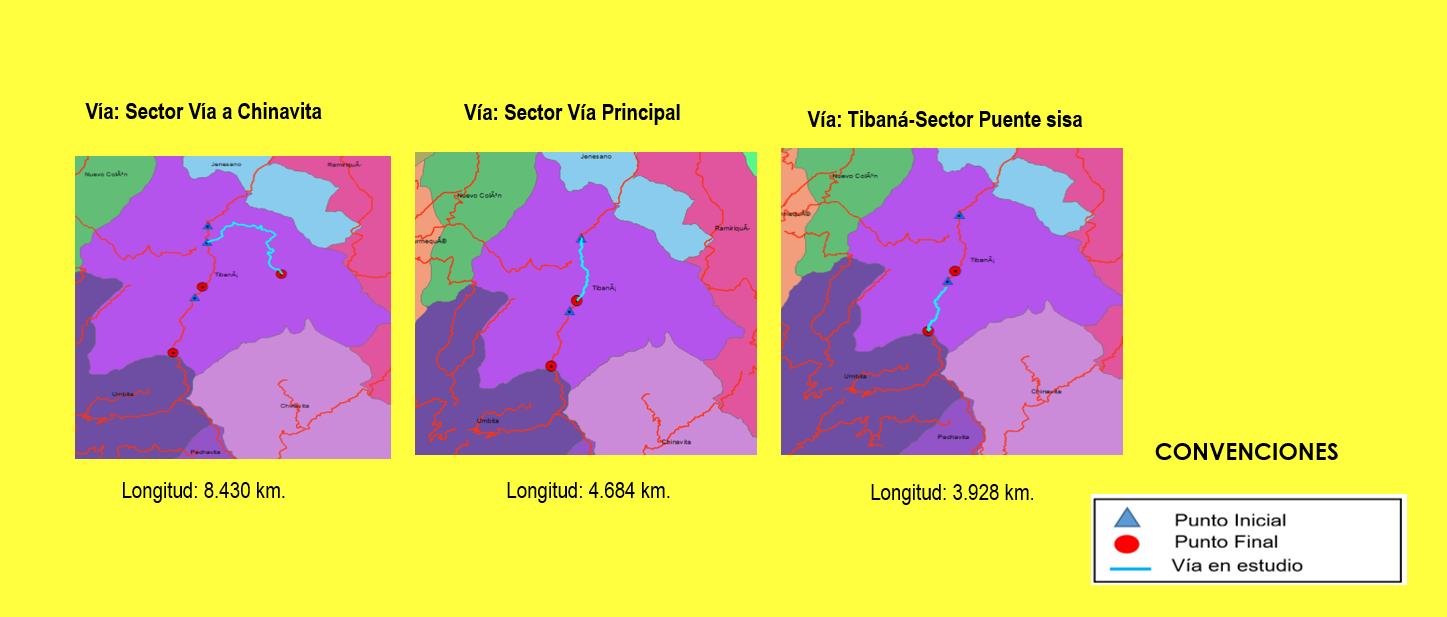 Vía: Sector Vía a Chinavita
Vía: Sector Vía Principal
Vía: Tibaná-Sector Puente sisa
Jenesano
RamiriquÃ-
Nuevo ColÃ³n
TibanÃ¡
Umbita
Chinavita
Pachavita
Jenesano
Nuevo ColÃ³n
RamiriquÃ-
urmequÃ©
TibanÃ¡
Umbita
Chinavita
Nuevo ColÃ³n
mequÃ©
TibanÃ¡
Umbita
Chinavita
Pachavita
Longitud: 8.430 km.
Longitud: 4.684 km.
Longitud: 3.928 km.
CONVENCIONES
Punto Inicial
Punto Final
Vía en estudio